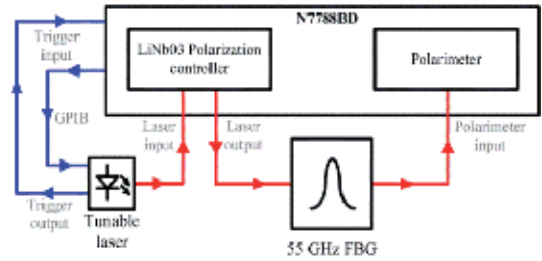 N7788BD
Trigger
input
LiNb03 Polarization
controller
Polarimeter
GPIB
Laser
input
Laser
output
Polarimeter
input
Trigger
output
Tunable
laser
55 GHz FBG